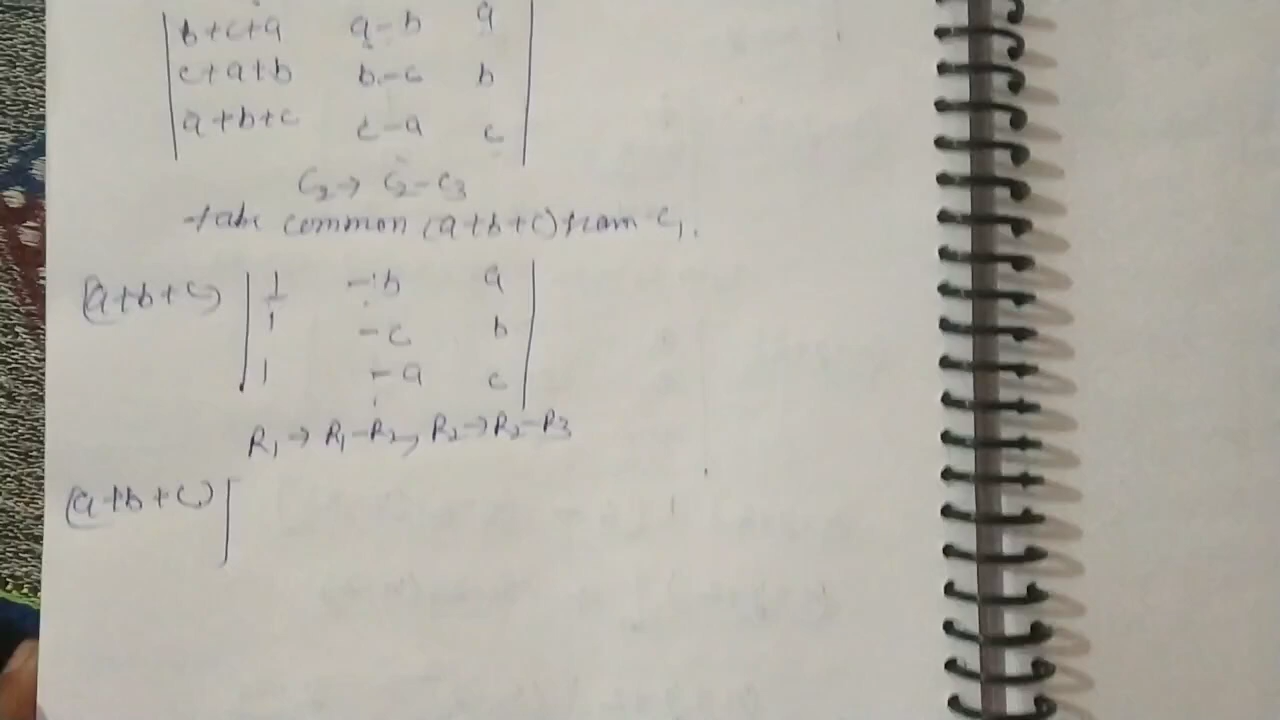 | b+c+a   a-b   a |
| c+a+b   b-c   b |
| a+b+c   c-a   c |
C₂→ C₂-C₃
take common (a+b+c) from C₁.
(a+b+c) | 1   -b   a |
| 1   -c   b |
| 1   -a   c |
R₁→ R₁-R₂, R₂→R₂-R₃
(a+b+c) |